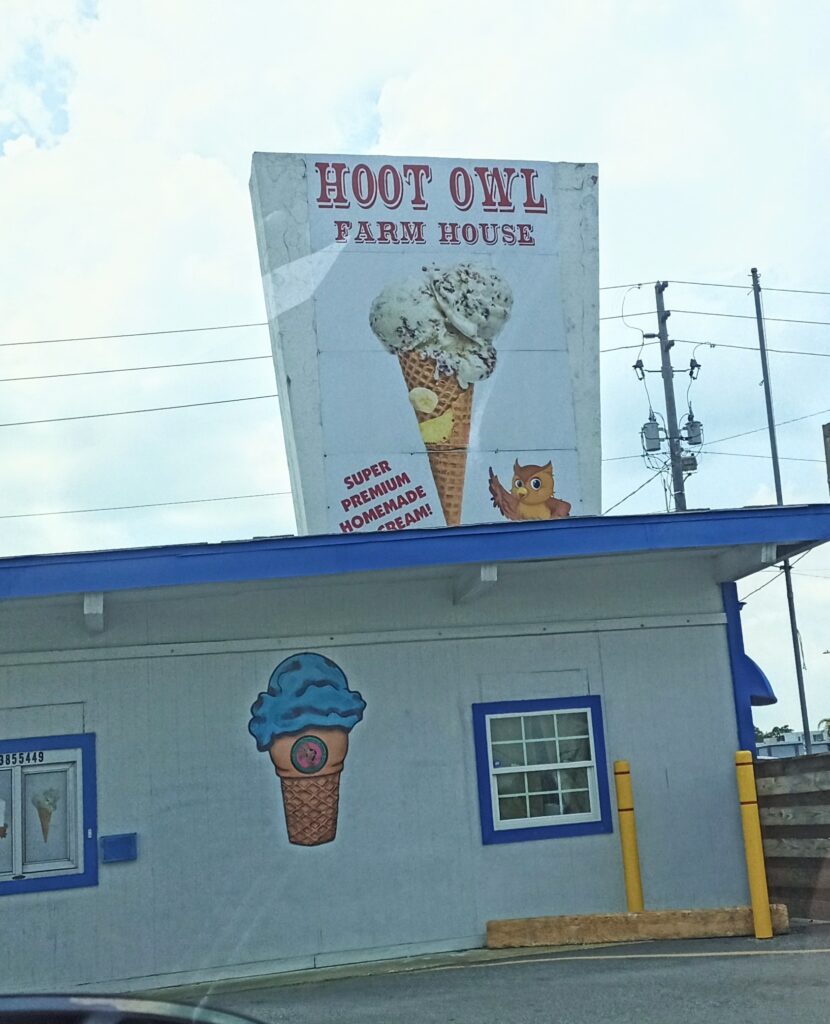 HOOT OWL
FARM HOUSE
SUPER
PREMIUM
HOMEMADE
CREAM!
3855449